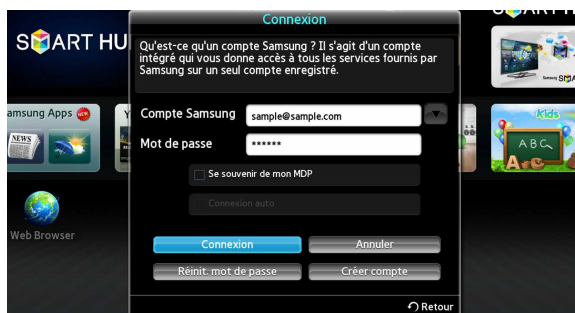 Connexion
SMART HU
Qu'est-ce qu'un compte Samsung ? Il s'agit d'un compte
intégré qui vous donne accès à tous les services fournis par
Samsung sur un seul compte enregistré.
amsung Apps
Y
Kids
NEWS
ABC
Compte Samsung
sample@sample.com
Mot de passe
******
Se souvenir de mon MDP
Connexion auto
Web Browser
Connexion
Annuler
Réinit. mot de passe
Créer compte
Retour